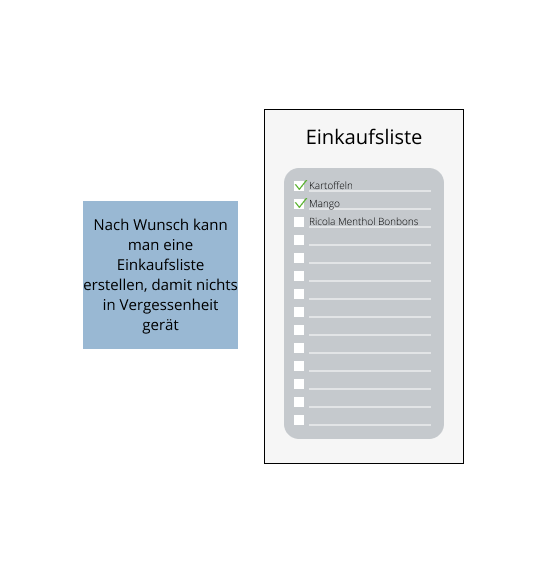 Nach Wunsch kann
man eine
Einkaufsliste
erstellen, damit nichts
in Vergessenheit
gerät
Einkaufsliste
Kartoffeln
Mango
Ricola Menthol Bonbons